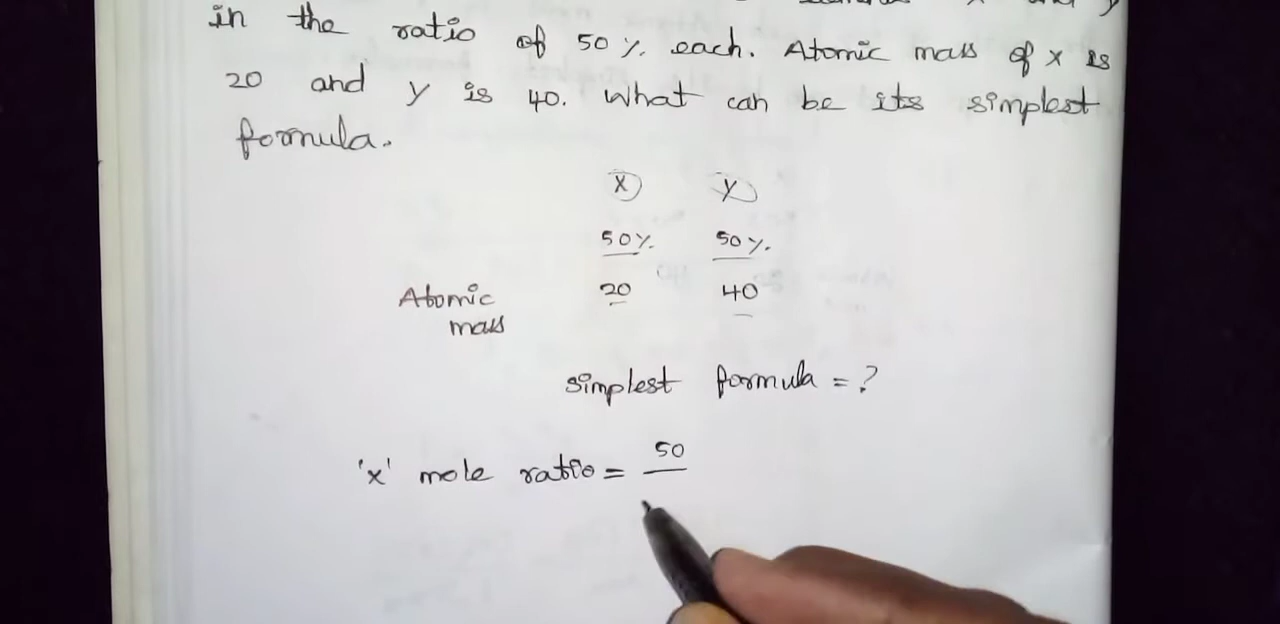 in the ratio of 50 %. each. Atomic mass of x is
20 and y is 40. What can be its simplest
formula.
x y
50%. 50%.
Atomic 20 40
mass
simplest formula = ?
'x' mole ratio = 50